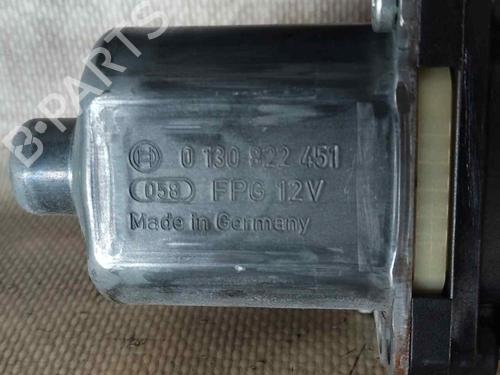 B-PARTS
0 130 822 451
058 FPG 12V
Made in Germany